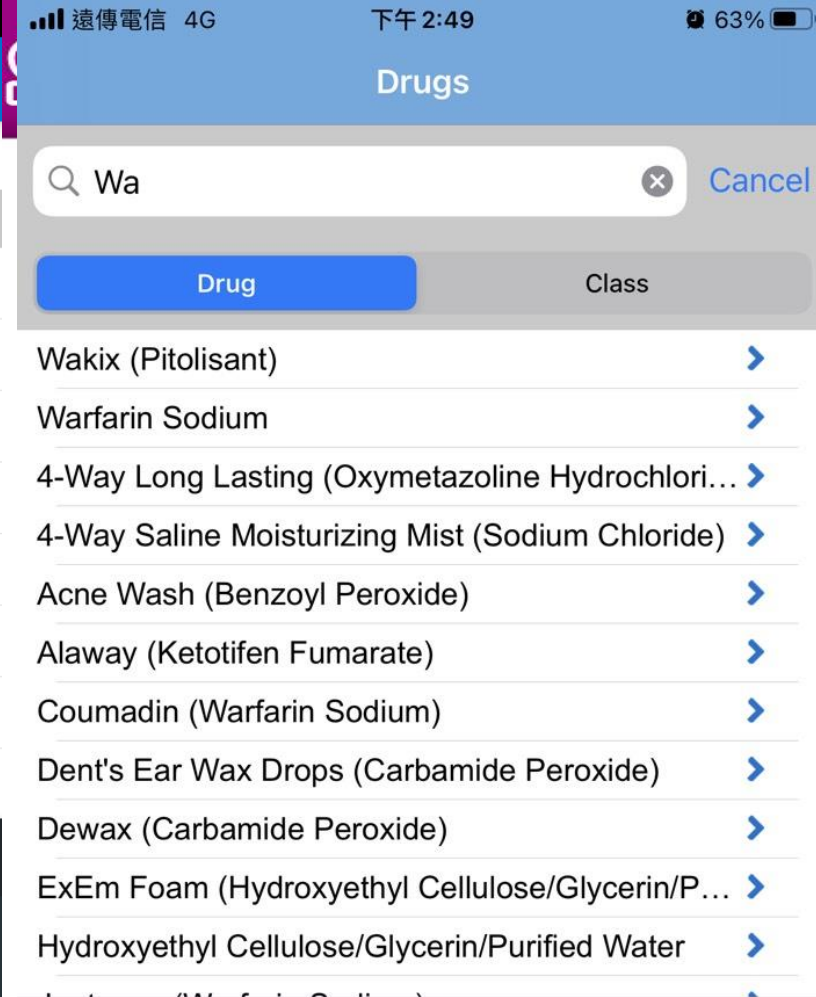 遠傳電信 4G 下午 2:49 63%
Drugs
Wa Cancel
Drug Class
Wakix (Pitolisant)
Warfarin Sodium
4-Way Long Lasting (Oxymetazoline Hydrochlori...
4-Way Saline Moisturizing Mist (Sodium Chloride)
Acne Wash (Benzoyl Peroxide)
Alaway (Ketotifen Fumarate)
Coumadin (Warfarin Sodium)
Dent's Ear Wax Drops (Carbamide Peroxide)
Dewax (Carbamide Peroxide)
ExEm Foam (Hydroxyethyl Cellulose/Glycerin/P...
Hydroxyethyl Cellulose/Glycerin/Purified Water